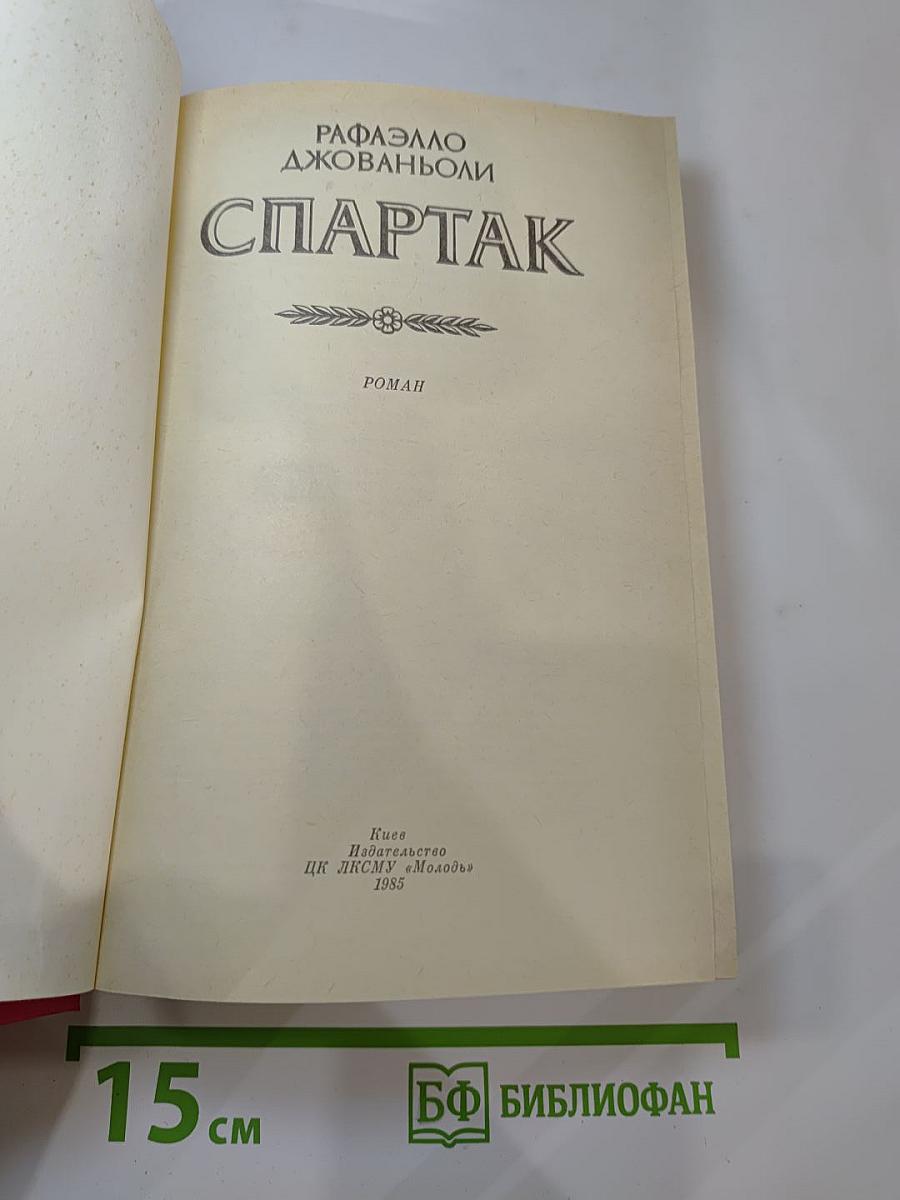 РАФАЭЛЛО
ДЖОВАНЬОЛИ
СПАРТАК
РОМАН
Киев
Издательство
ЦК ЛКСМУ «Молодь»
1985
15 см
БФ БИБЛИОФАН